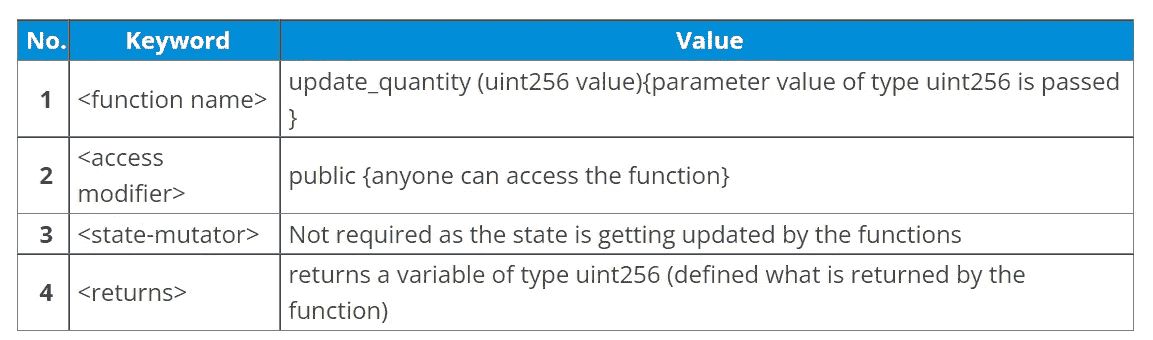 No. Keyword Value
1 <function name> update_quantity (uint256 value){parameter value of type uint256 is passed
}
2 <access
modifier> public {anyone can access the function}
3 <state-mutator> Not required as the state is getting updated by the functions
4 <returns> returns a variable of type uint256 (defined what is returned by the
function)